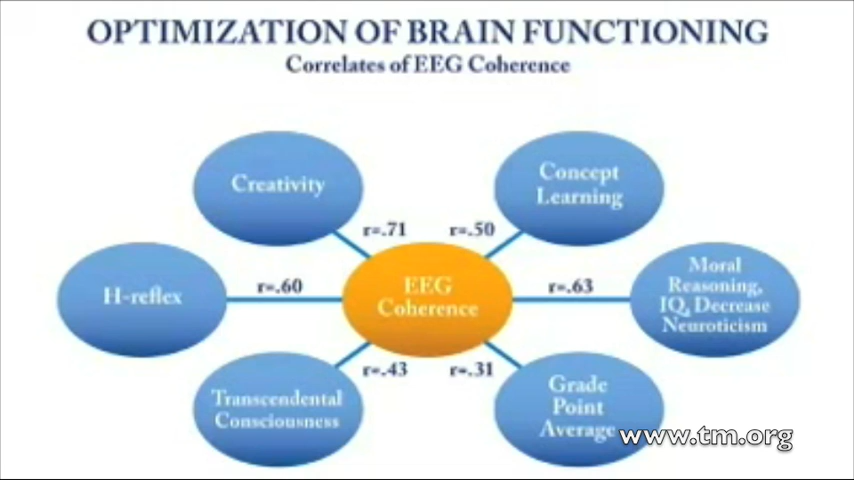 OPTIMIZATION OF BRAIN FUNCTIONING
Correlates of EEG Coherence
Creativity
Concept
Learning
r=.71
r=.50
H-reflex
r=.60
EEG
Coherence
r=.63
Moral
Reasoning,
IQ, Decrease
Neuroticism
r=.43
r=.31
Transcendental
Consciousness
Grade
Point
Average
www.tm.org